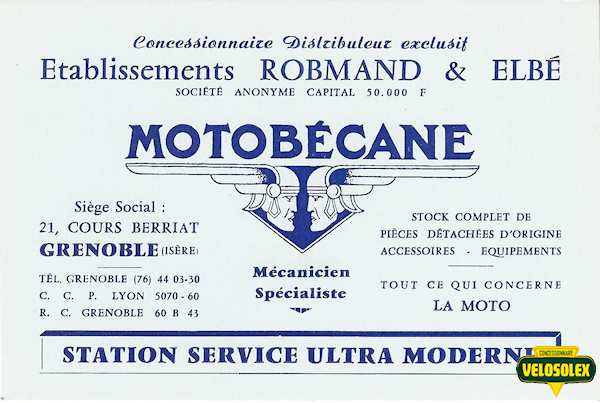 Concessionnaire Distributeur exclusif
Etablissements ROBMAND & ELBÉ
SOCIÉTÉ ANONYME CAPITAL 50.000 F
MOTOBÉCANE
Siège Social :
21, COURS BERRIAT
GRENOBLE (ISÈRE)
TÉL. GRENOBLE (76) 44 03-30
C. C. P. LYON 5070-60
R. C. GRENOBLE 60 B 43
Mécanicien
Spécialiste
STOCK COMPLET DE
PIÈCES DÉTACHÉES D'ORIGINE
ACCESSOIRES - EQUIPEMENTS
TOUT CE QUI CONCERNE
LA MOTO
STATION SERVICE ULTRA MODERNE
CONCESSIONNAIRE
VELOSOLEX